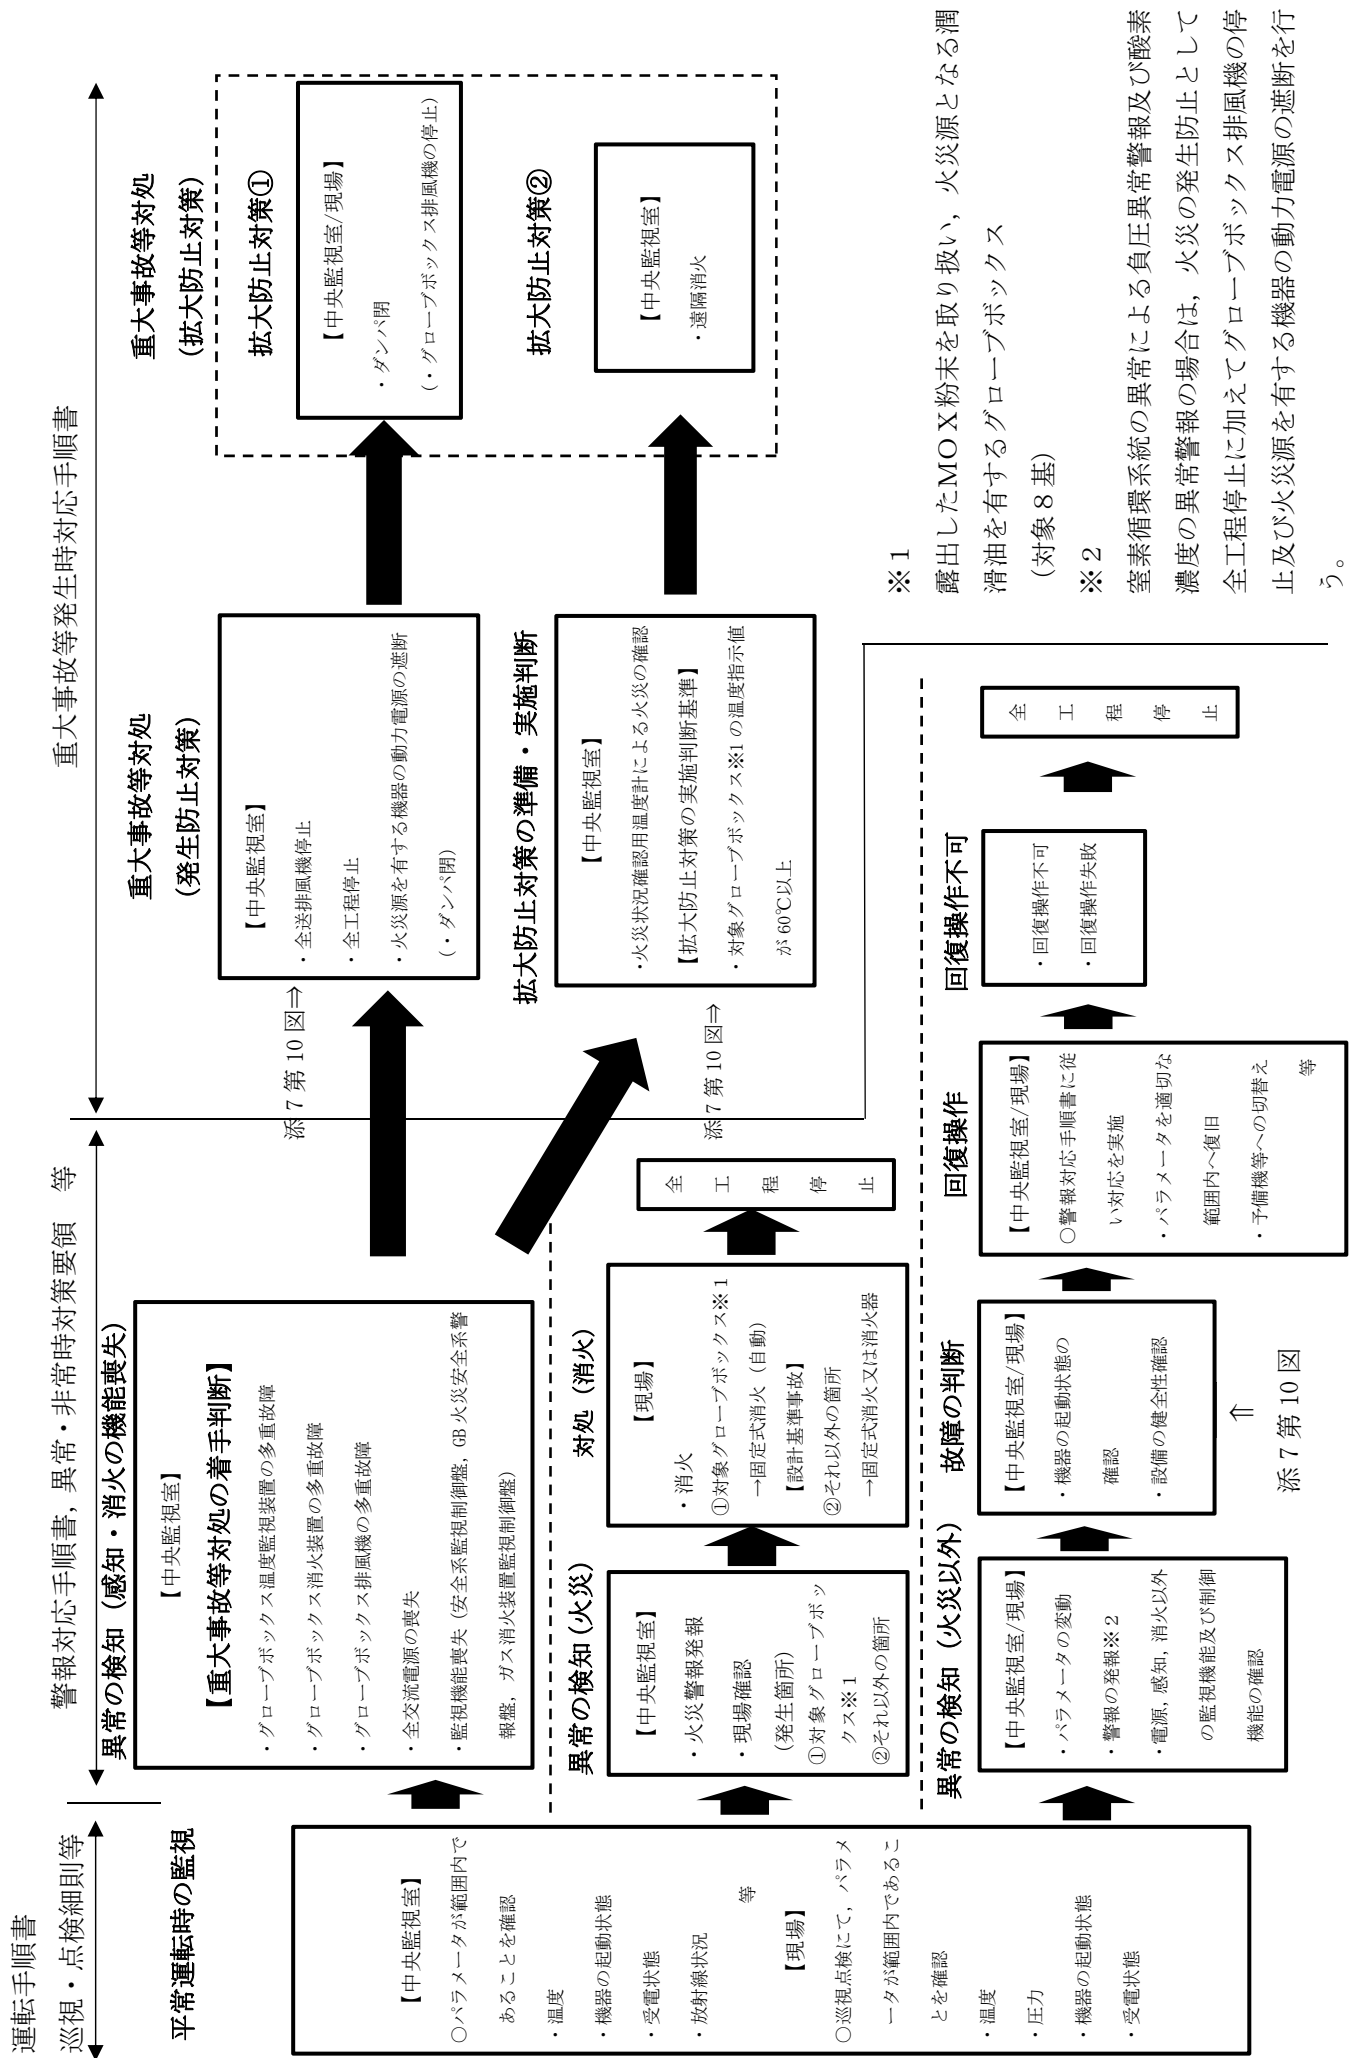 運転手順書
巡視・点検細則等
警報対応手順書，異常・非常時対策要領　等
重大事故等発生時対応手順書
平常運転時の監視
【中央監視室】
○パラメータが範囲内で
あることを確認
・温度
・機器の起動状態
・受電状態
・放射線状況
等
【現場】
○巡視点検にて，パラメ
ータが範囲内であるこ
とを確認
・温度
・圧力
・機器の起動状態
・受電状態
異常の検知（感知・消火の機能喪失）
【中央監視室】
【重大事故等対処の着手判断】
・グローブボックス温度監視装置の多重故障
・グローブボックス消火装置の多重故障
・グローブボックス排風機の多重故障
・全交流電源の喪失
・監視機能喪失（安全系監視制御盤，GB 火災安全系警
報盤，ガス消火装置監視制御盤）
添７第 10 図⇒
重大事故等対処
（発生防止対策）
【中央監視室】
・全送排風機停止
・全工程停止
・火災源を有する機器の動力電源の遮断
（・ダンパ閉）
重大事故等対処
（拡大防止対策）
拡大防止対策①
【中央監視室/現場】
・ダンパ閉
（・グローブボックス排風機の停止）
添７第 10 図⇒
拡大防止対策の準備・実施判断
【中央監視室】
・火災状況確認用温度計による火災の確認
【拡大防止対策の実施判断基準】
・対象グローブボックス※1 の温度指示値
が 60℃以上
拡大防止対策②
【中央監視室】
・遠隔消火
異常の検知（火災）
【中央監視室】
・火災警報発報
・現場確認
（発生箇所）
①対象グローブボッ
クス※１
②それ以外の箇所
対処（消火）
【現場】
・消火
①対象グローブボックス※１
→固定式消火（自動）
【設計基準事故】
②それ以外の箇所
→固定式消火又は消火器
全
工
程
停
止
異常の検知（火災以外）
【中央監視室/現場】
・パラメータの変動
・警報の発報※２
・電源，感知，消火以外
の監視機能及び制御
機能の確認
故障の判断
【中央監視室/現場】
・機器の起動状態の
確認
・設備の健全性確認
⇑
添７第 10 図
回復操作
【中央監視室/現場】
○警報対応手順書に従
い対応を実施
・パラメータを適切な
範囲内へ復旧
・予備機等への切替え
等
回復操作不可
・回復操作不可
・回復操作失敗
全
工
程
停
止
※１
露出したMOX粉末を取り扱い，火災源となる潤
滑油を有するグローブボックス
（対象８基）
※２
窒素循環系統の異常による負圧異常警報及び酸素
濃度の異常警報の場合は，火災の発生防止として
全工程停止に加えてグローブボックス排風機の停
止及び火災源を有する機器の動力電源の遮断を行
う。